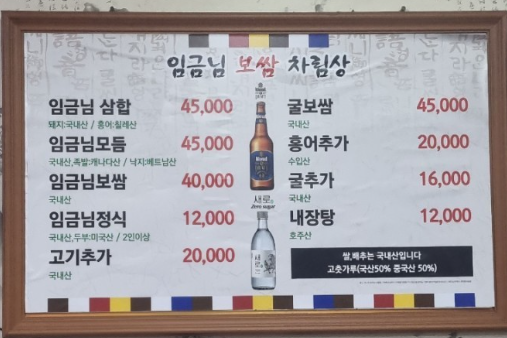 임금님 보쌈 차림상
임금님 삼합 45,000
돼지:국내산 / 홍어:칠레산
임금님모듬 45,000
국내산,족발:캐나다산 / 낙지:베트남산
임금님보쌈 40,000
국내산
임금님정식 12,000
국내산,두부:미국산 / 2인이상
고기추가 20,000
국내산
새로
Zero sugar
굴보쌈 45,000
국내산
홍어추가 20,000
수입산
굴추가 16,000
국내산
내장탕 12,000
호주산
쌀,배추는 국내산입니다
고춧가루(국산50% 중국산 50%)